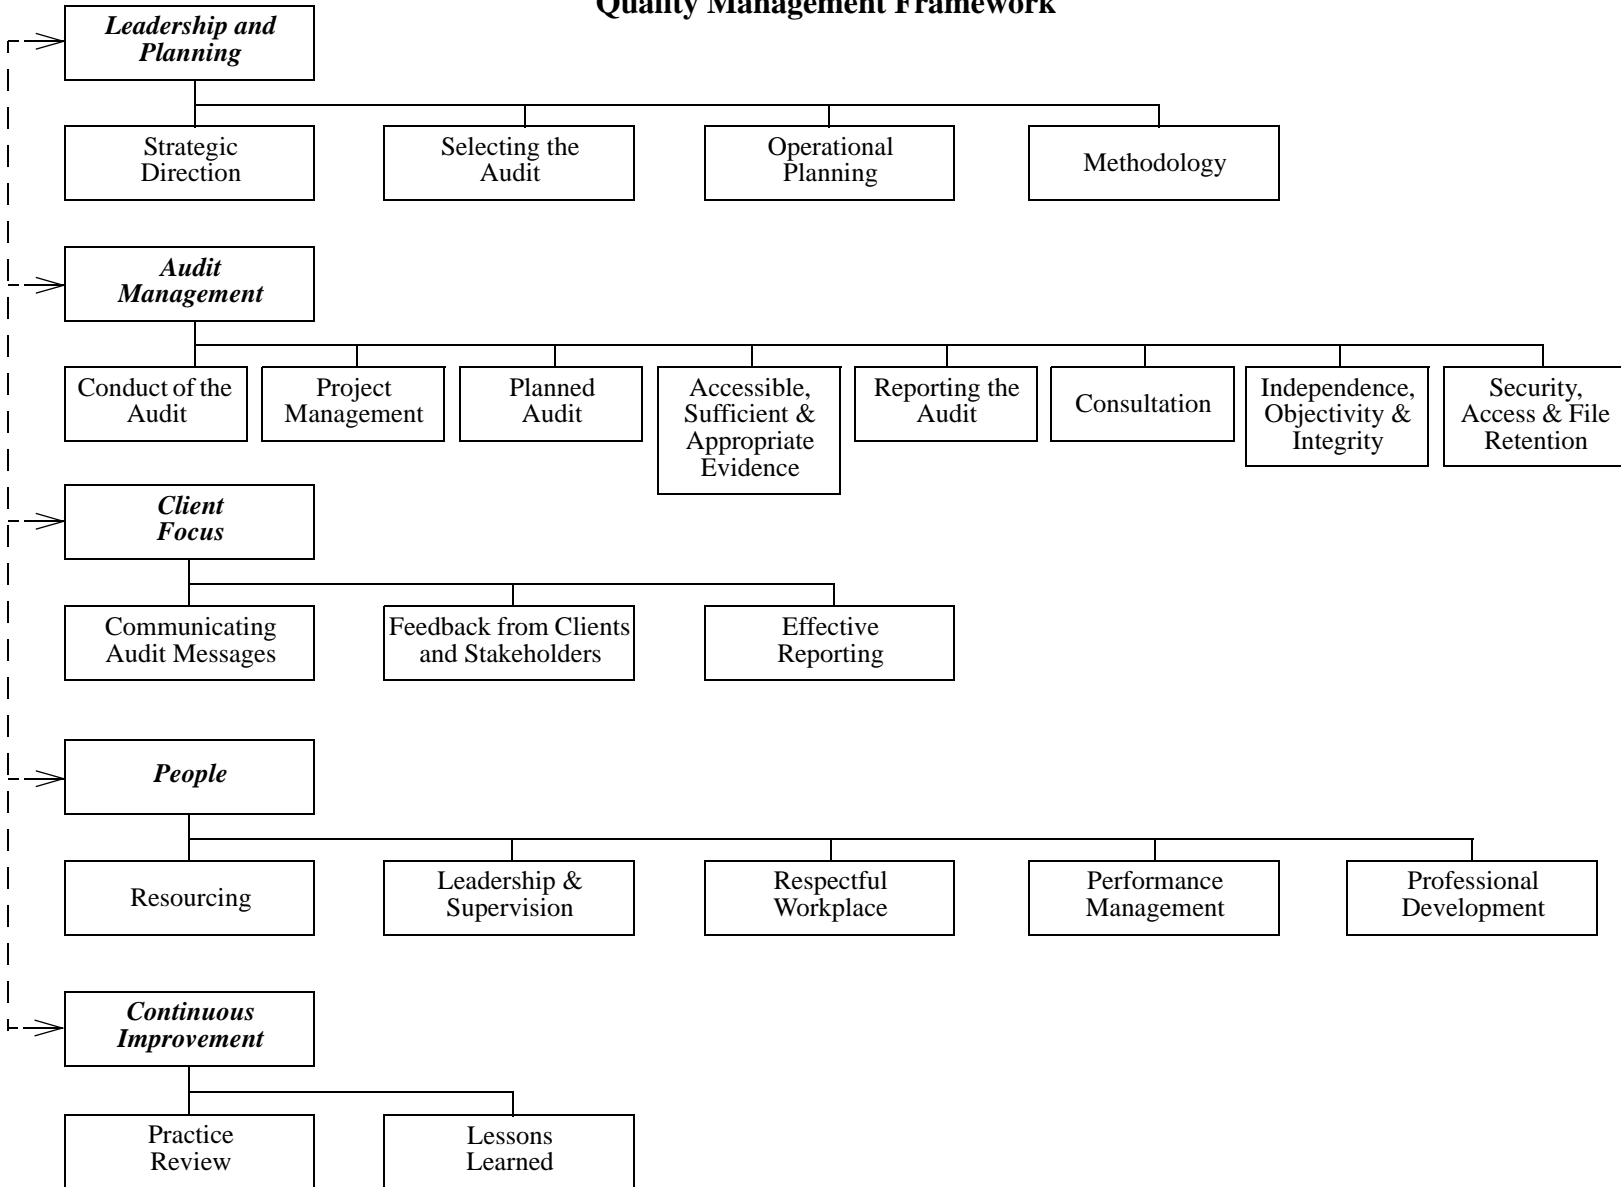 Quality Management Framework
Leadership and
Planning
Strategic
Direction
Selecting the
Audit
Operational
Planning
Methodology
Audit
Management
Conduct of the
Audit
Project
Management
Planned
Audit
Accessible,
Sufficient &
Appropriate
Evidence
Reporting the
Audit
Consultation
Independence,
Objectivity &
Integrity
Security,
Access & File
Retention
Client
Focus
Communicating
Audit Messages
Feedback from Clients
and Stakeholders
Effective
Reporting
People
Resourcing
Leadership &
Supervision
Respectful
Workplace
Performance
Management
Professional
Development
Continuous
Improvement
Practice
Review
Lessons
Learned